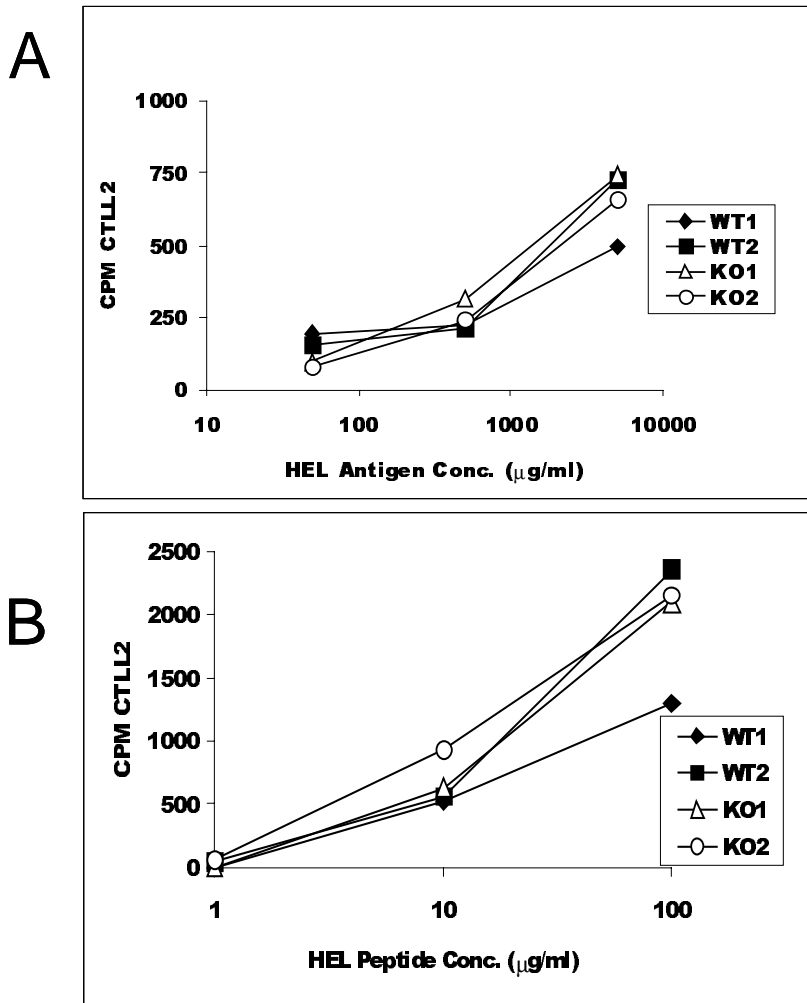 A
1000
750
500
250
0
CPM CTLL2
10 100 1000 10000
HEL Antigen Conc. (μg/ml)
WT1
WT2
KO1
KO2
B
2500
2000
1500
1000
500
0
CPM CTLL2
1 10 100
HEL Peptide Conc. (μg/ml)
WT1
WT2
KO1
KO2